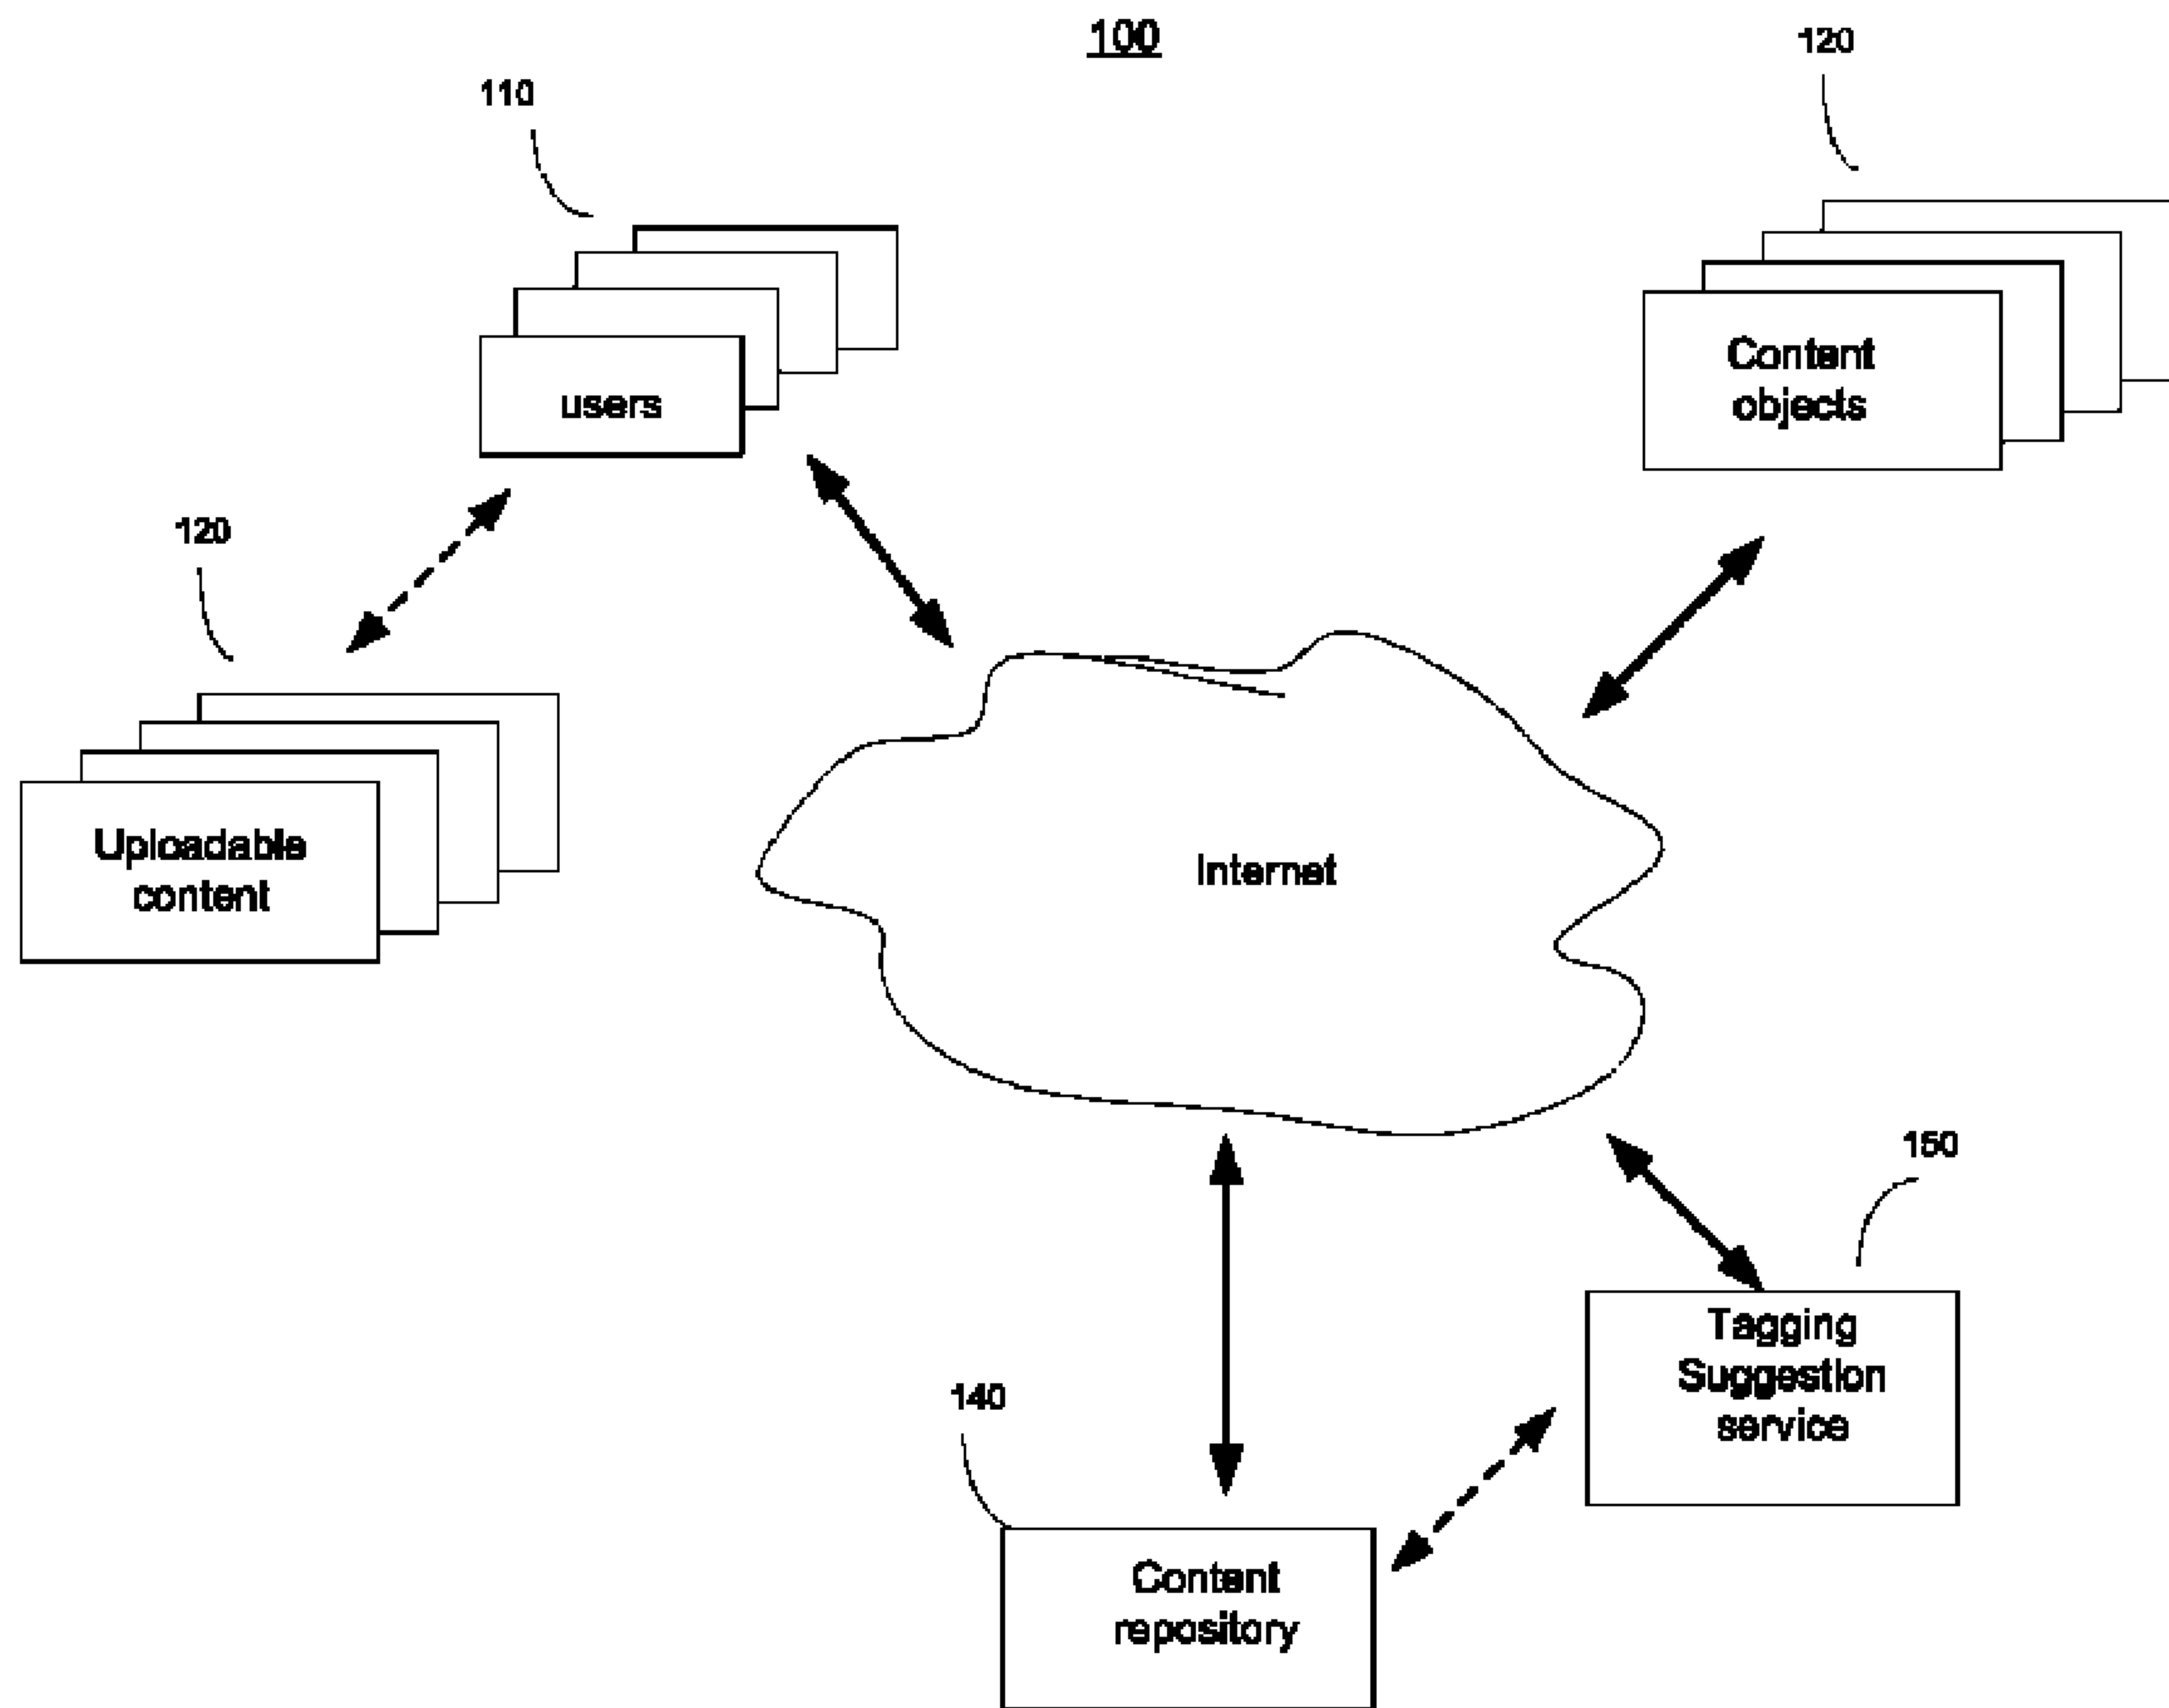 100
120
110
Content
objects
users
120
Uploadable
content
Internet
150
Tagging
Suggestion
service
140
Content
repository